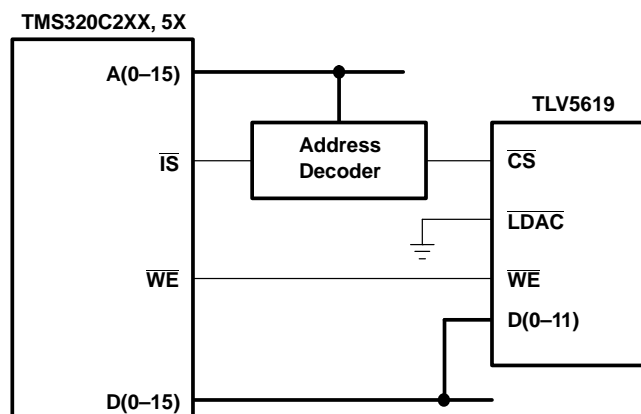 TMS320C2XX, 5X
A(0–15)
TLV5619
Address
Decoder
IS
CS
LDAC
WE
WE
D(0–11)
D(0–15)